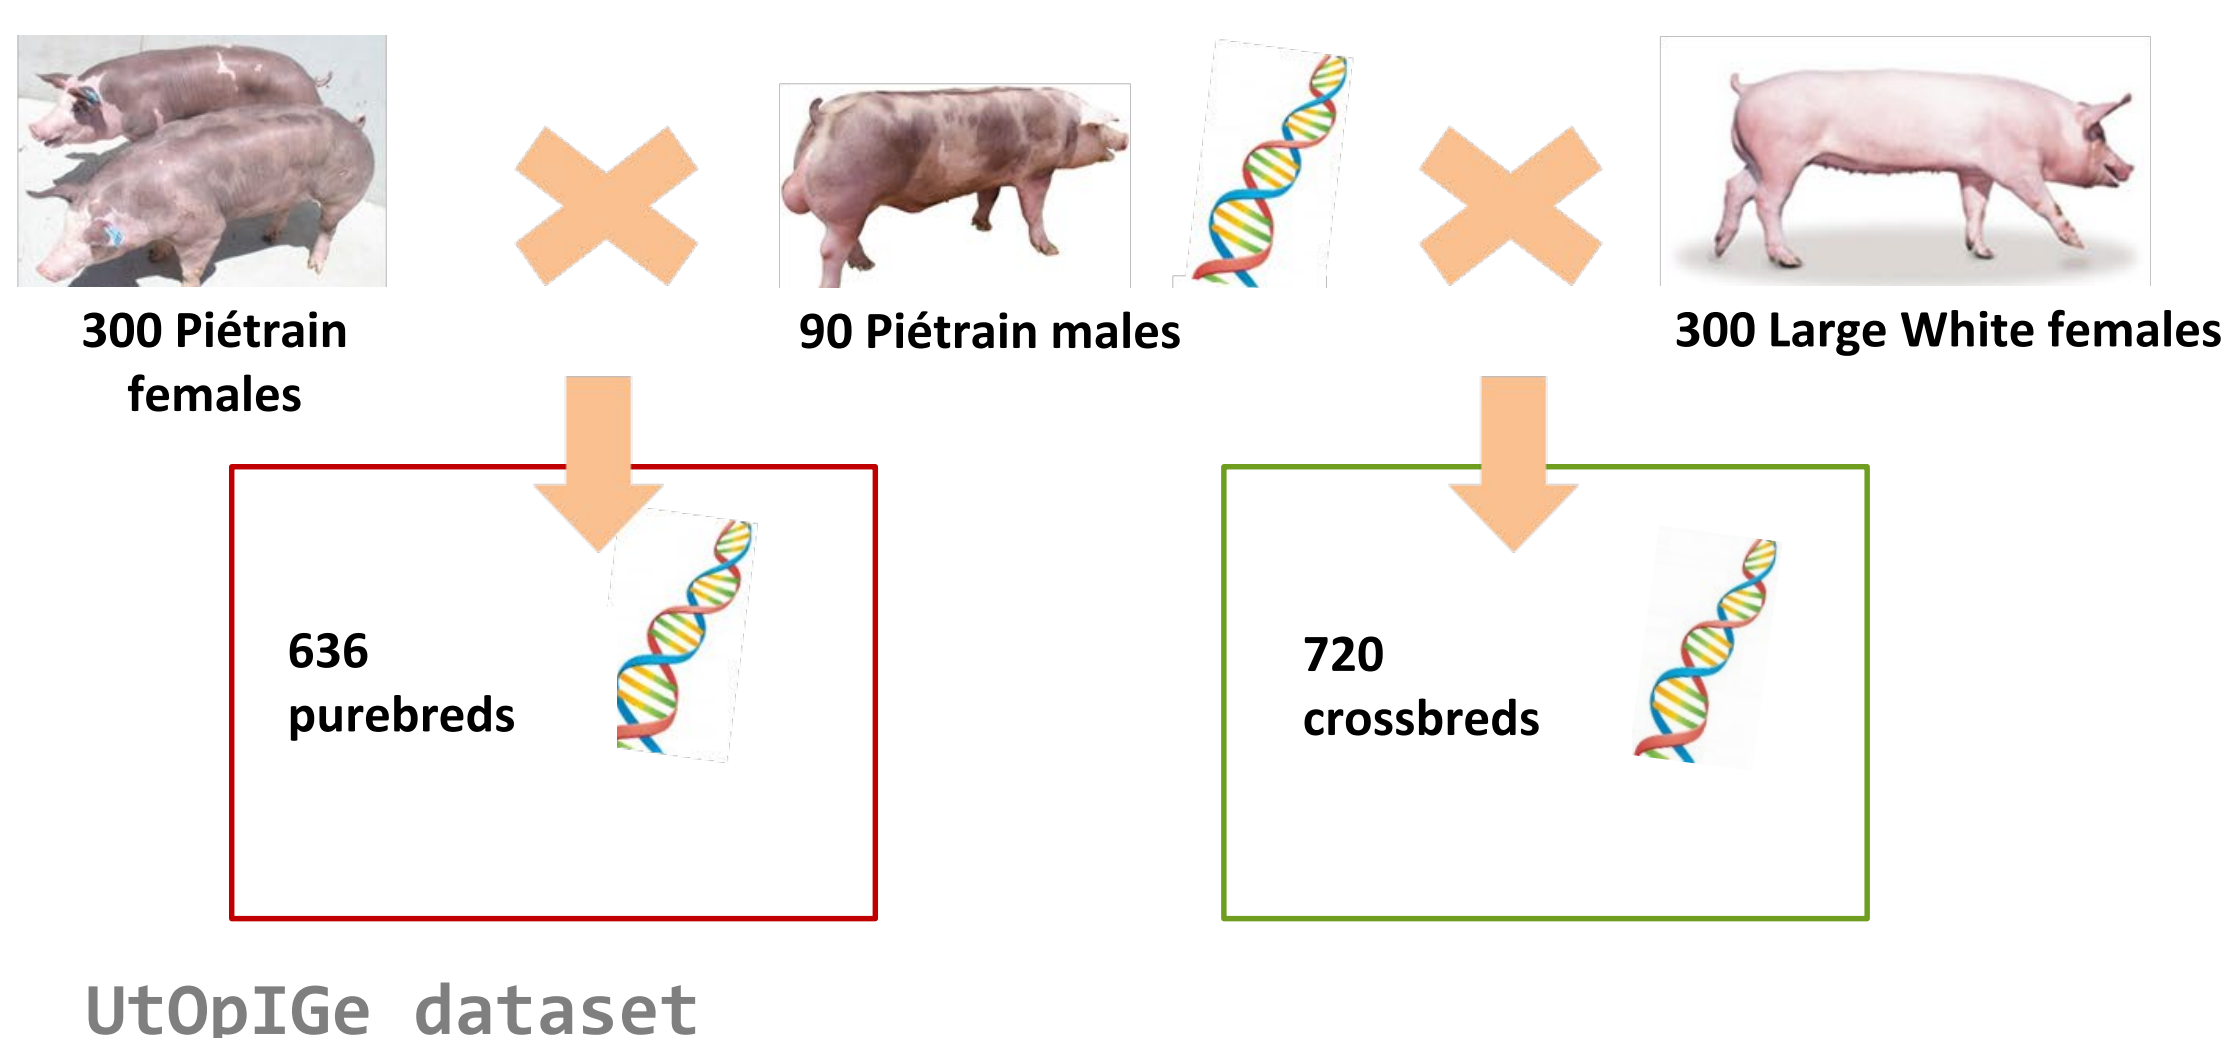 300 Piétrain
females
90 Piétrain males
300 Large White females
636
purebreds
720
crossbreds
UtOpIGe dataset